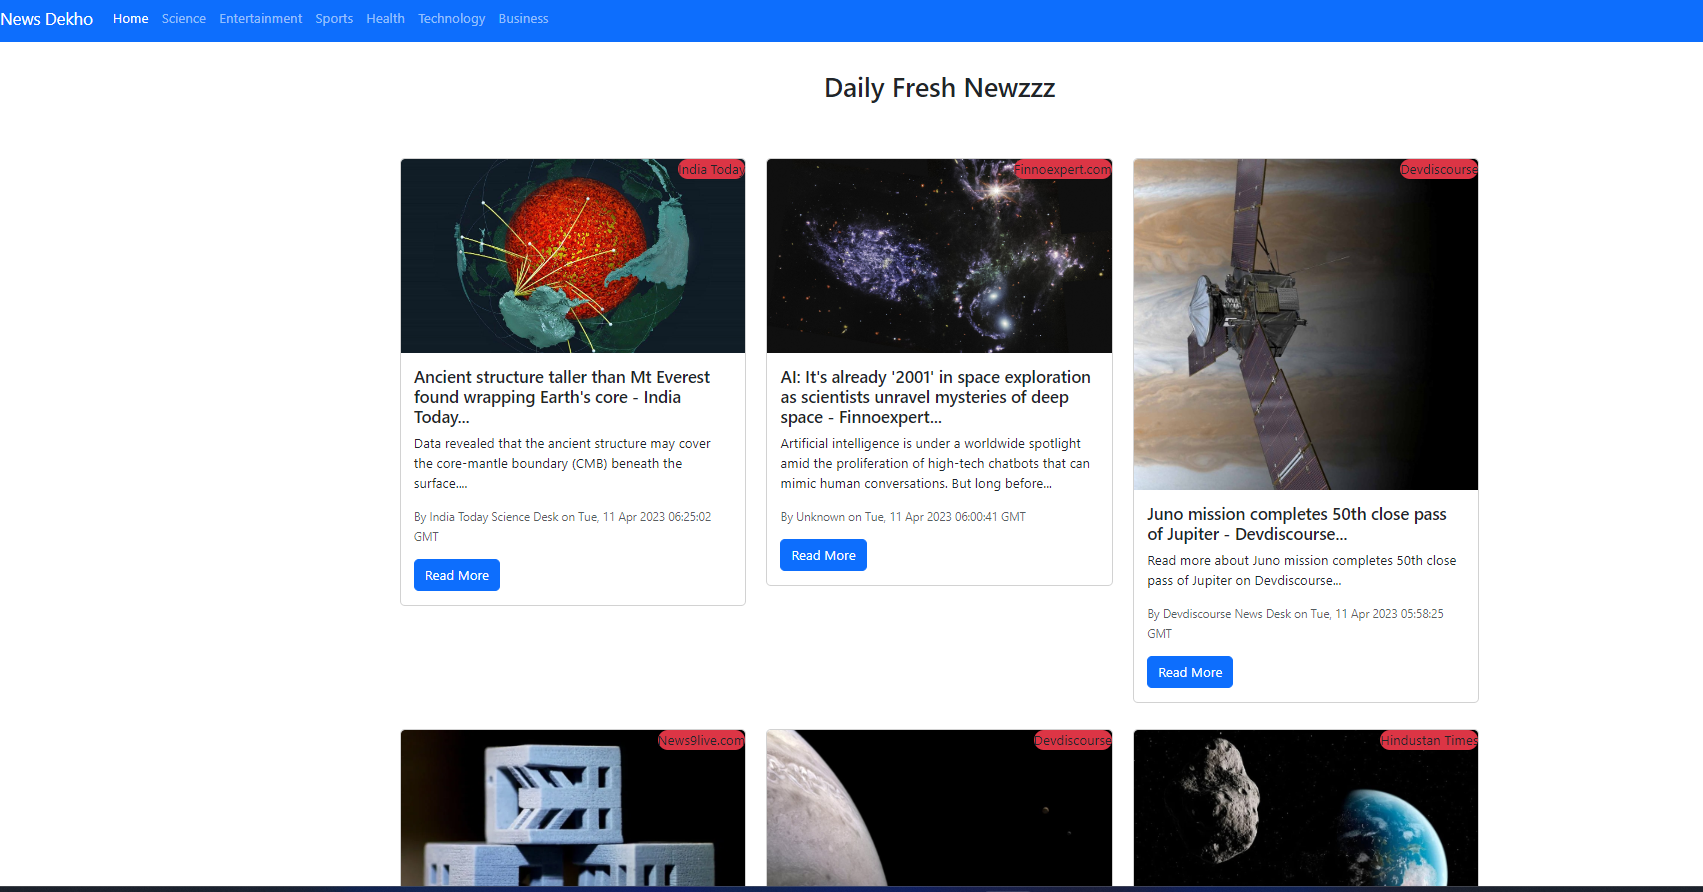 News Dekho Home Science Entertainment Sports Health Technology Business
Daily Fresh Newzzz
India Today
Ancient structure taller than Mt Everest
found wrapping Earth's core - India
Today...
Data revealed that the ancient structure may cover
the core-mantle boundary (CMB) beneath the
surface....
By India Today Science Desk on Tue, 11 Apr 2023 06:25:02
GMT
Read More
Finnoexpert.com
AI: It's already '2001' in space exploration
as scientists unravel mysteries of deep
space - Finnoexpert...
Artificial intelligence is under a worldwide spotlight
amid the proliferation of high-tech chatbots that can
mimic human conversations. But long before...
By Unknown on Tue, 11 Apr 2023 06:00:41 GMT
Read More
Devdiscourse
Juno mission completes 50th close pass
of Jupiter - Devdiscourse...
Read more about Juno mission completes 50th close
pass of Jupiter on Devdiscourse...
By Devdiscourse News Desk on Tue, 11 Apr 2023 05:58:25
GMT
Read More
News9live.com
Devdiscourse
Hindustan Times